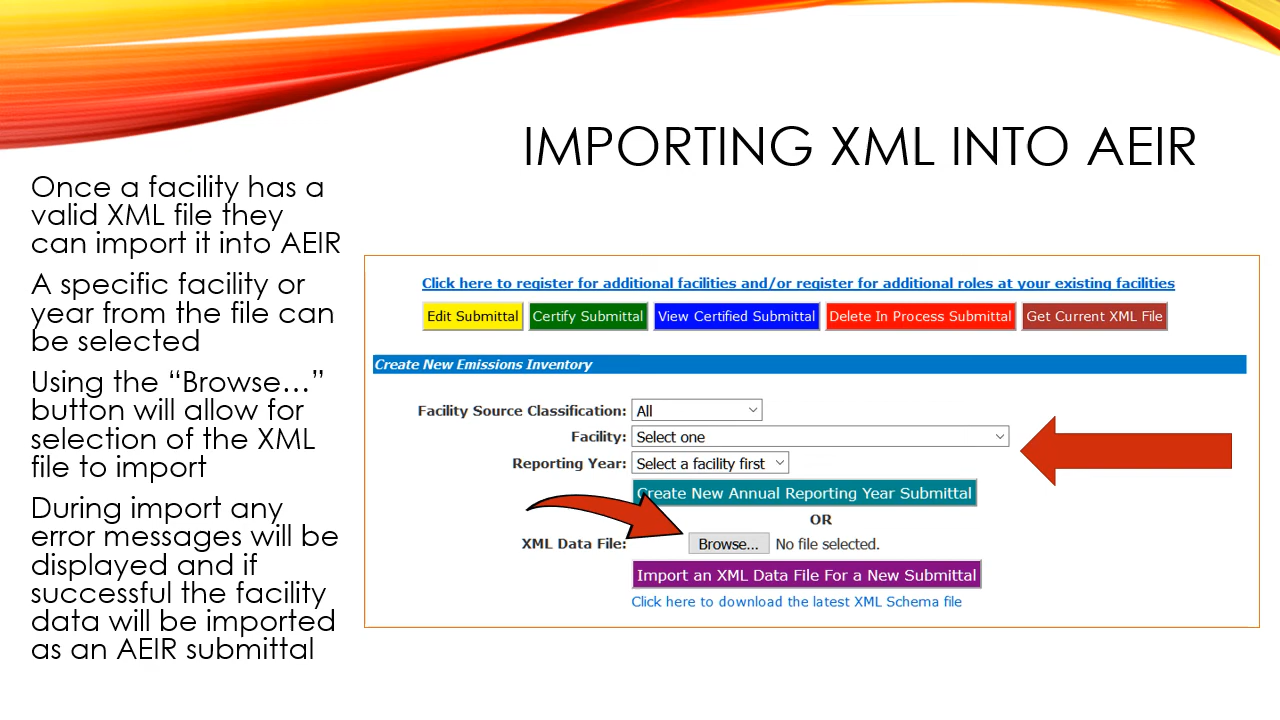 IMPORTING XML INTO AEIR
Once a facility has a
valid XML file they
can import it into AEIR
A specific facility or
year from the file can
be selected
Using the “Browse…”
button will allow for
selection of the XML
file to import
During import any
error messages will be
displayed and if
successful the facility
data will be imported
as an AEIR submittal
Click here to register for additional facilities and/or register for additional roles at your existing facilities
Edit Submittal Certify Submittal View Certified Submittal Delete In Process Submittal Get Current XML File
Create New Emissions Inventory
Facility Source Classification: All
Facility: Select one
Reporting Year: Select a facility first
Create New Annual Reporting Year Submittal
OR
XML Data File: Browse... No file selected.
Import an XML Data File For a New Submittal
Click here to download the latest XML Schema file